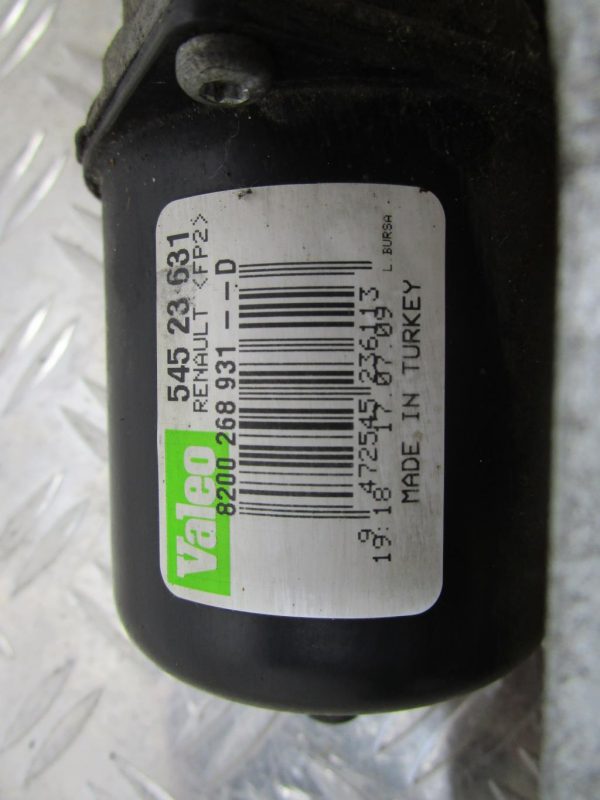 Valeo
545 23 631
RENAULT <FP2>
8200 268 931 --D
9 472545 236113
19:18 17.07.09
MADE IN TURKEY
L.BURSA